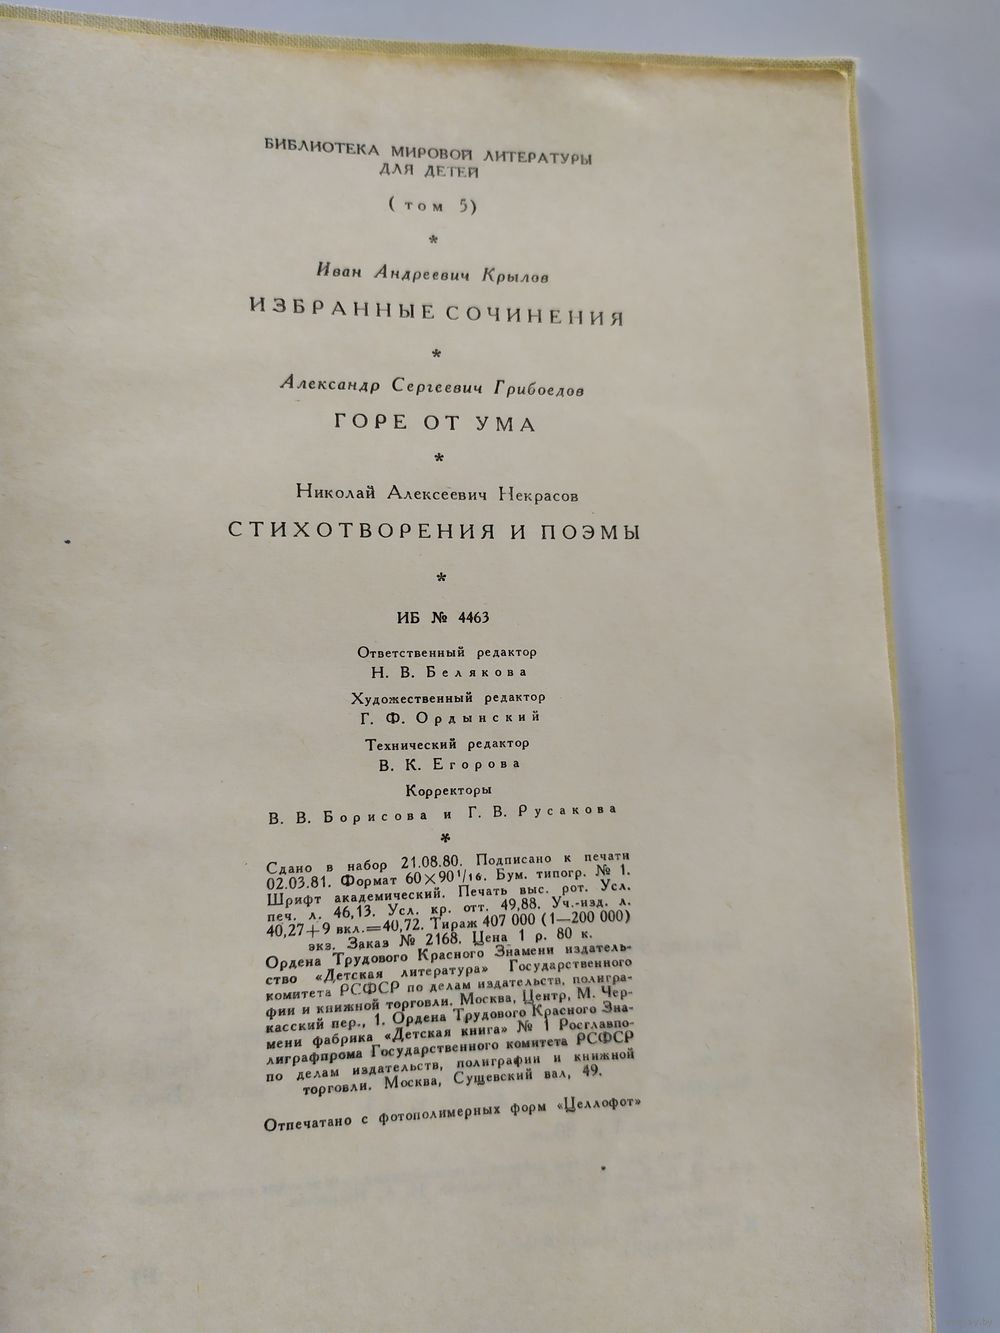 БИБЛИОТЕКА МИРОВОЙ ЛИТЕРАТУРЫ
ДЛЯ ДЕТЕЙ
( том 5)
*
Иван Андреевич Крылов
ИЗБРАННЫЕ СОЧИНЕНИЯ
*
Александр Сергеевич Грибоедов
ГОРЕ ОТ УМА
*
Николай Алексеевич Некрасов
СТИХОТВОРЕНИЯ И ПОЭМЫ
*
ИБ № 4463
Ответственный редактор
Н. В. Белякова
Художественный редактор
Г. Ф. Ордынский
Технический редактор
В. К. Егорова
Корректоры
В. В. Борисова и Г. В. Русакова
*
Сдано в набор 21.08.80. Подписано к печати
02.03.81. Формат 60×90¹/₁₆. Бум. типогр. № 1.
Шрифт академический. Печать выс. рот. Усл.
печ. л. 46,13. Усл. кр. отт. 49,88. Уч.-изд. л.
40,27+9 вкл.=40,72. Тираж 407 000 (1—200 000)
экз. Заказ № 2168. Цена 1 р. 80 к.
Ордена Трудового Красного Знамени издатель-
ство «Детская литература» Государственного
комитета РСФСР по делам издательств, полигра-
фии и книжной торговли. Москва, Центр, М. Чер-
касский пер., 1. Ордена Трудового Красного Зна-
мени фабрика «Детская книга» № 1 Росглавпо-
лиграфпрома Государственного комитета РСФСР
по делам издательств, полиграфии и книжной
торговли. Москва, Сущевский вал, 49.
Отпечатано с фотополимерных форм «Целлофот»